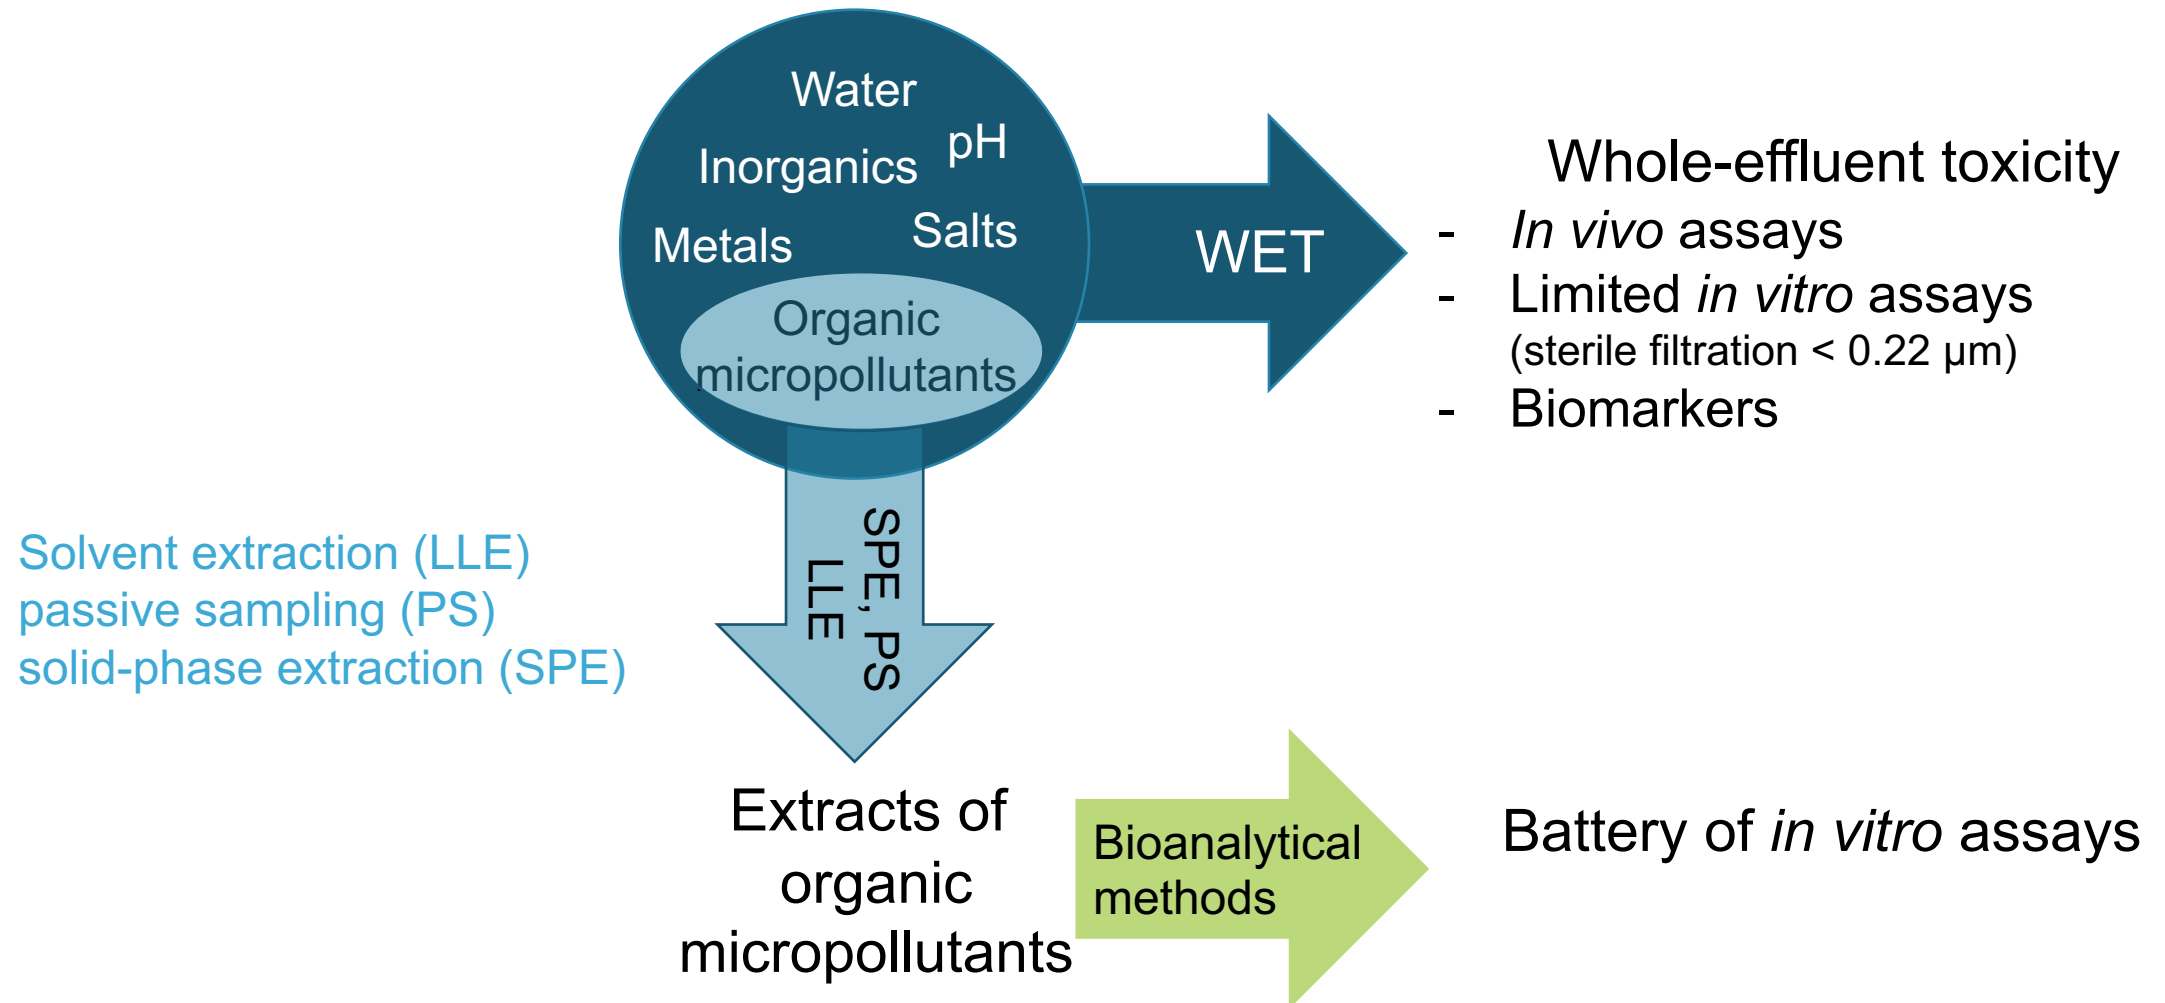 Water
pH
Inorganics
Salts
Metals
Organic
micropollutants
WET
Whole-effluent toxicity
- In vivo assays
- Limited in vitro assays
(sterile filtration < 0.22 µm)
- Biomarkers
Solvent extraction (LLE)
passive sampling (PS)
solid-phase extraction (SPE)
SPE, PS
LLE
Extracts of
organic
micropollutants
Bioanalytical
methods
Battery of in vitro assays